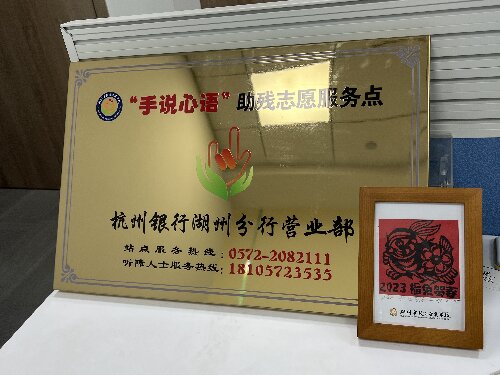 “手说心语”助残志愿服务点
杭州银行湖州分行营业部
站点服务热线：0572-2082111
听障人士服务热线：18105723535
2023 福兔贺春